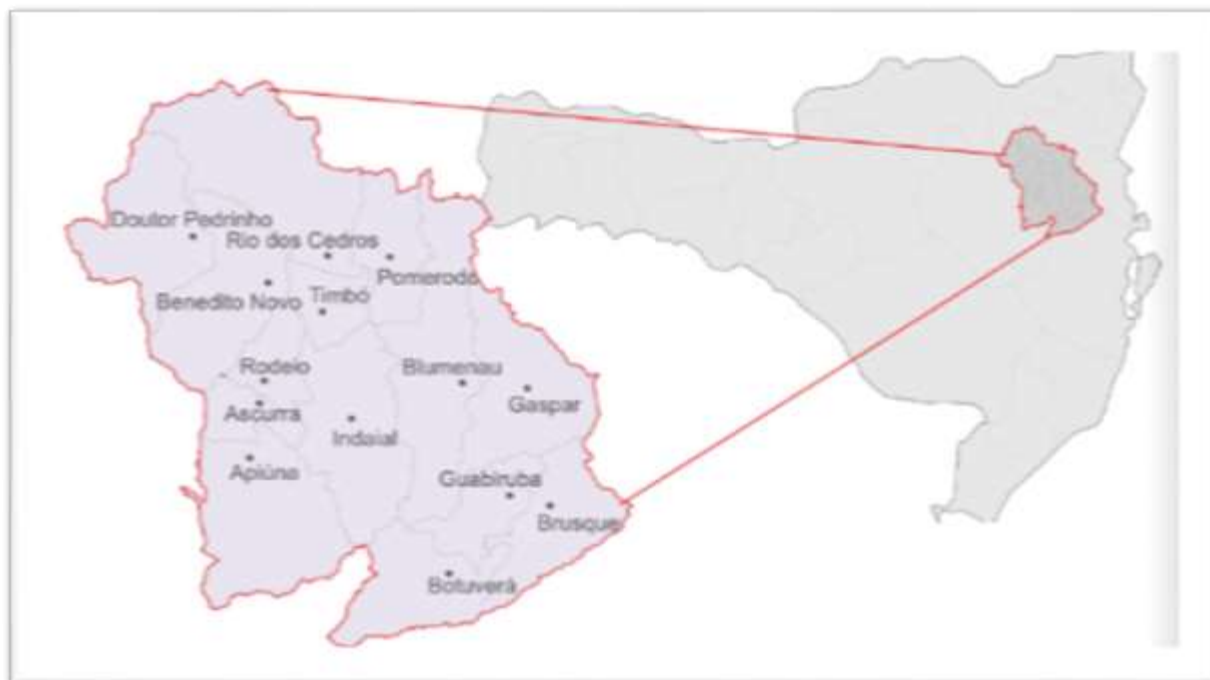 Doutor Pedrinho
Rio dos Cedros
Pomerode
Benedito Novo
Timbó
Rodeio
Blumenau
Ascurra
Gaspar
Indaial
Apiúna
Guabiruba
Brusque
Botuverá